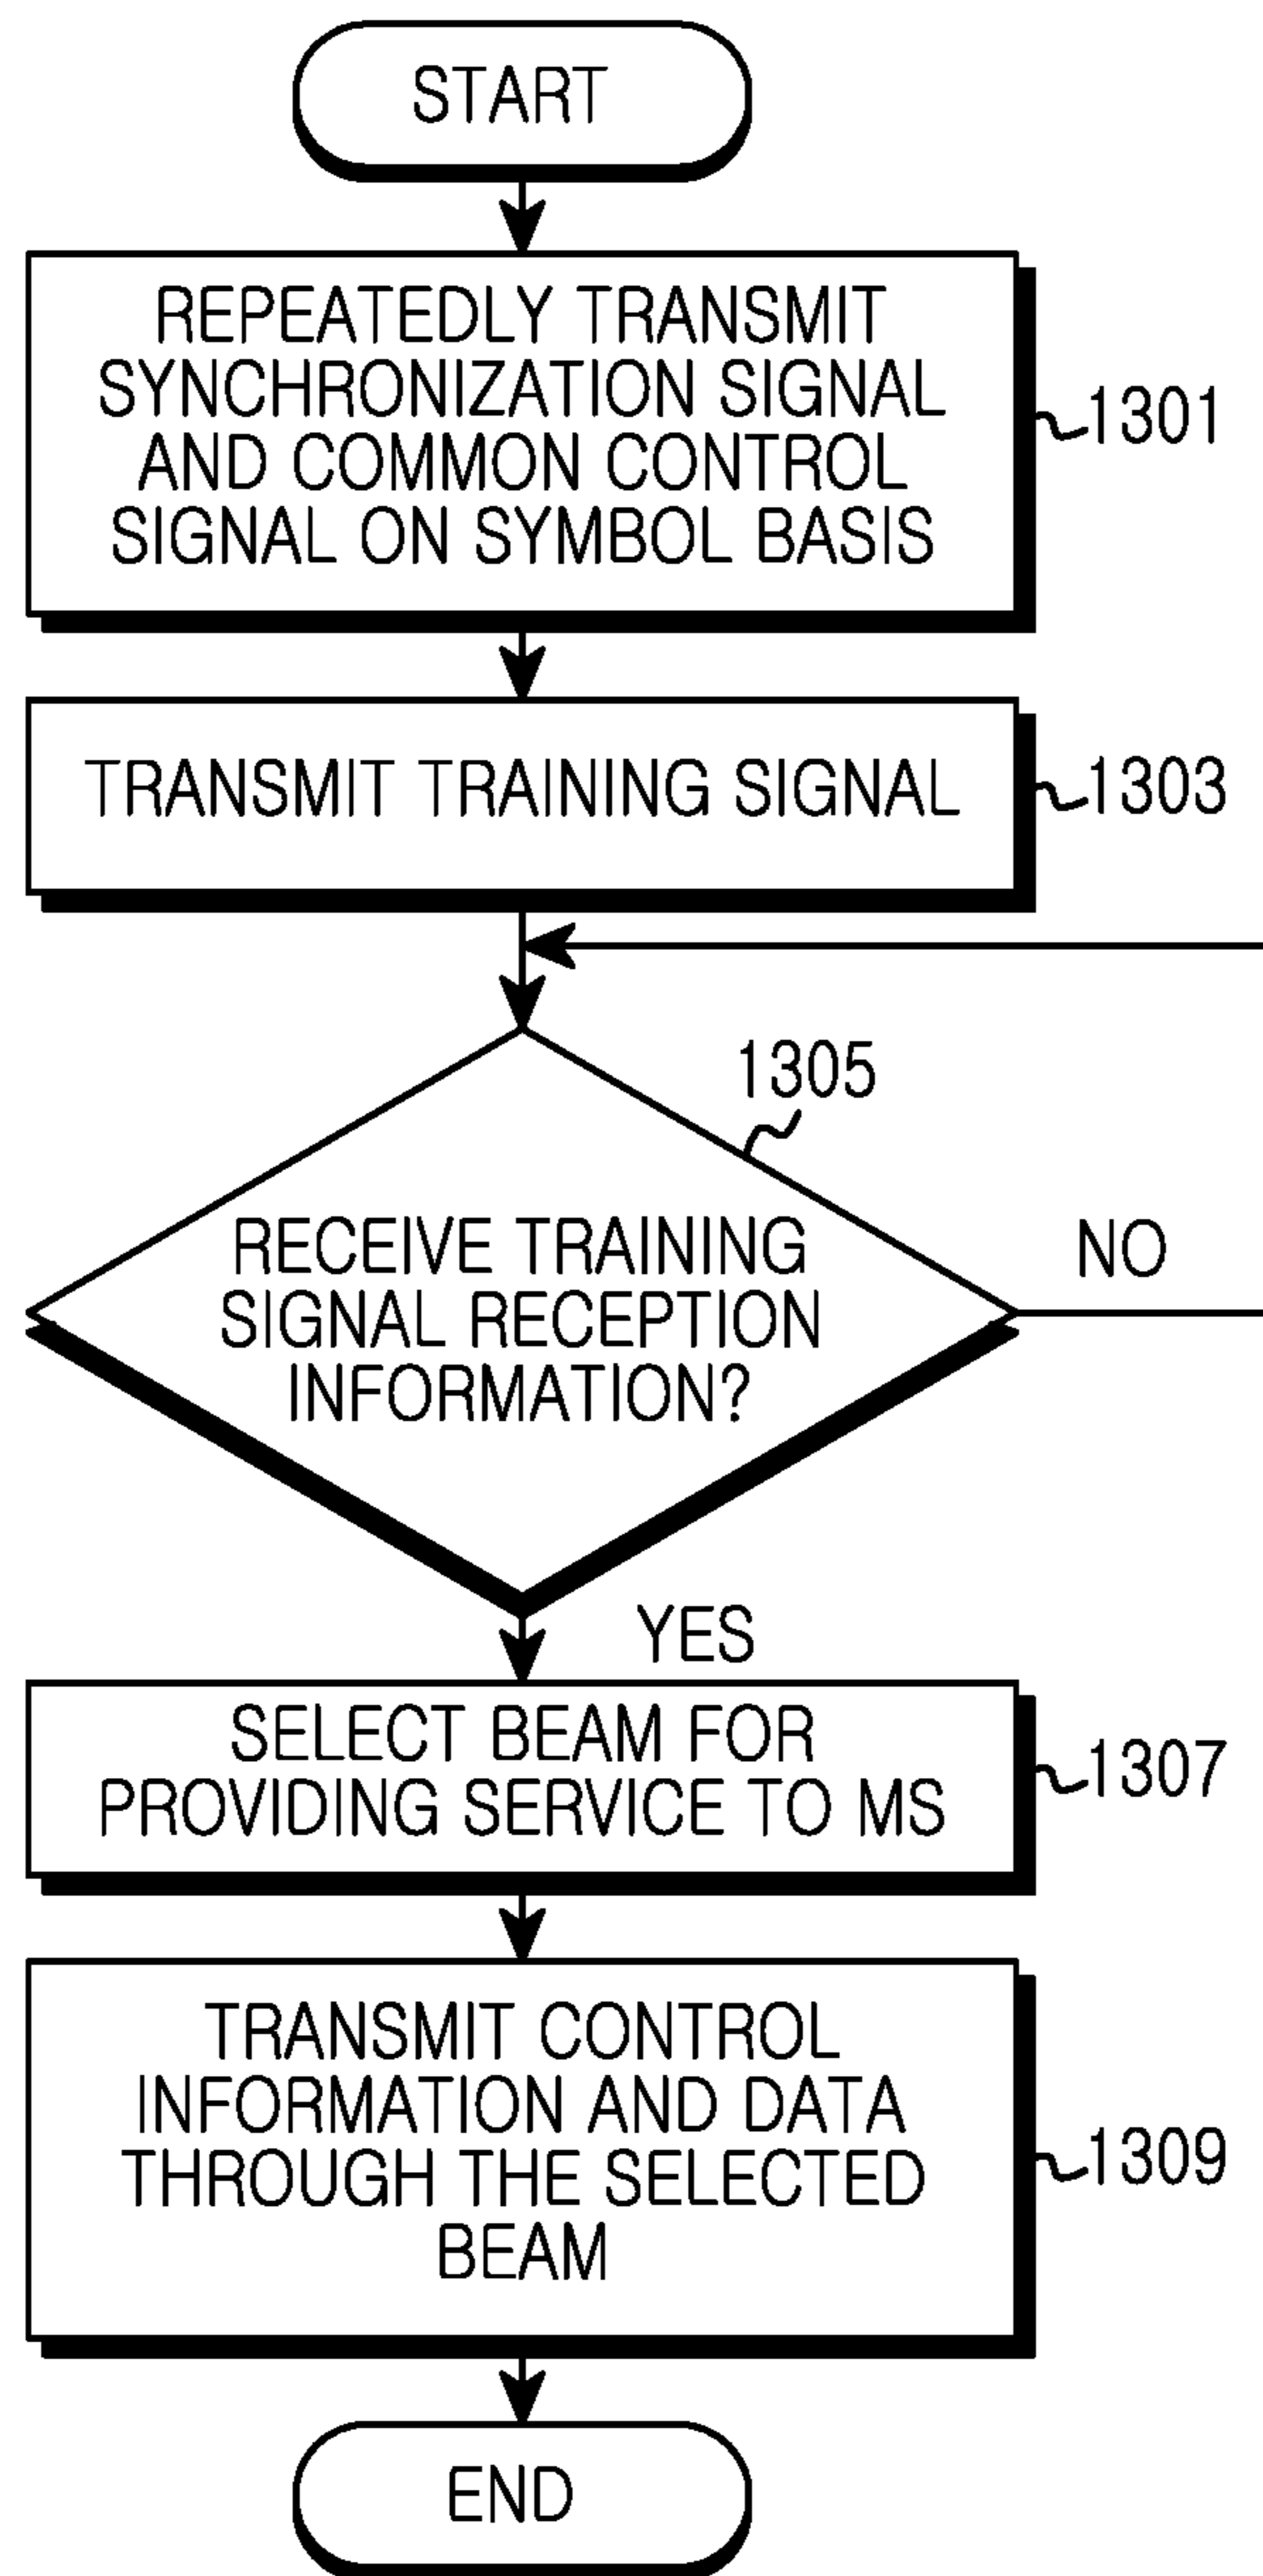 START
REPEATEDLY TRANSMIT
SYNCHRONIZATION SIGNAL
AND COMMON CONTROL
SIGNAL ON SYMBOL BASIS
1301
TRANSMIT TRAINING SIGNAL
1303
1305
RECEIVE TRAINING
SIGNAL RECEPTION
INFORMATION?
NO
YES
SELECT BEAM FOR
PROVIDING SERVICE TO MS
1307
TRANSMIT CONTROL
INFORMATION AND DATA
THROUGH THE SELECTED
BEAM
1309
END